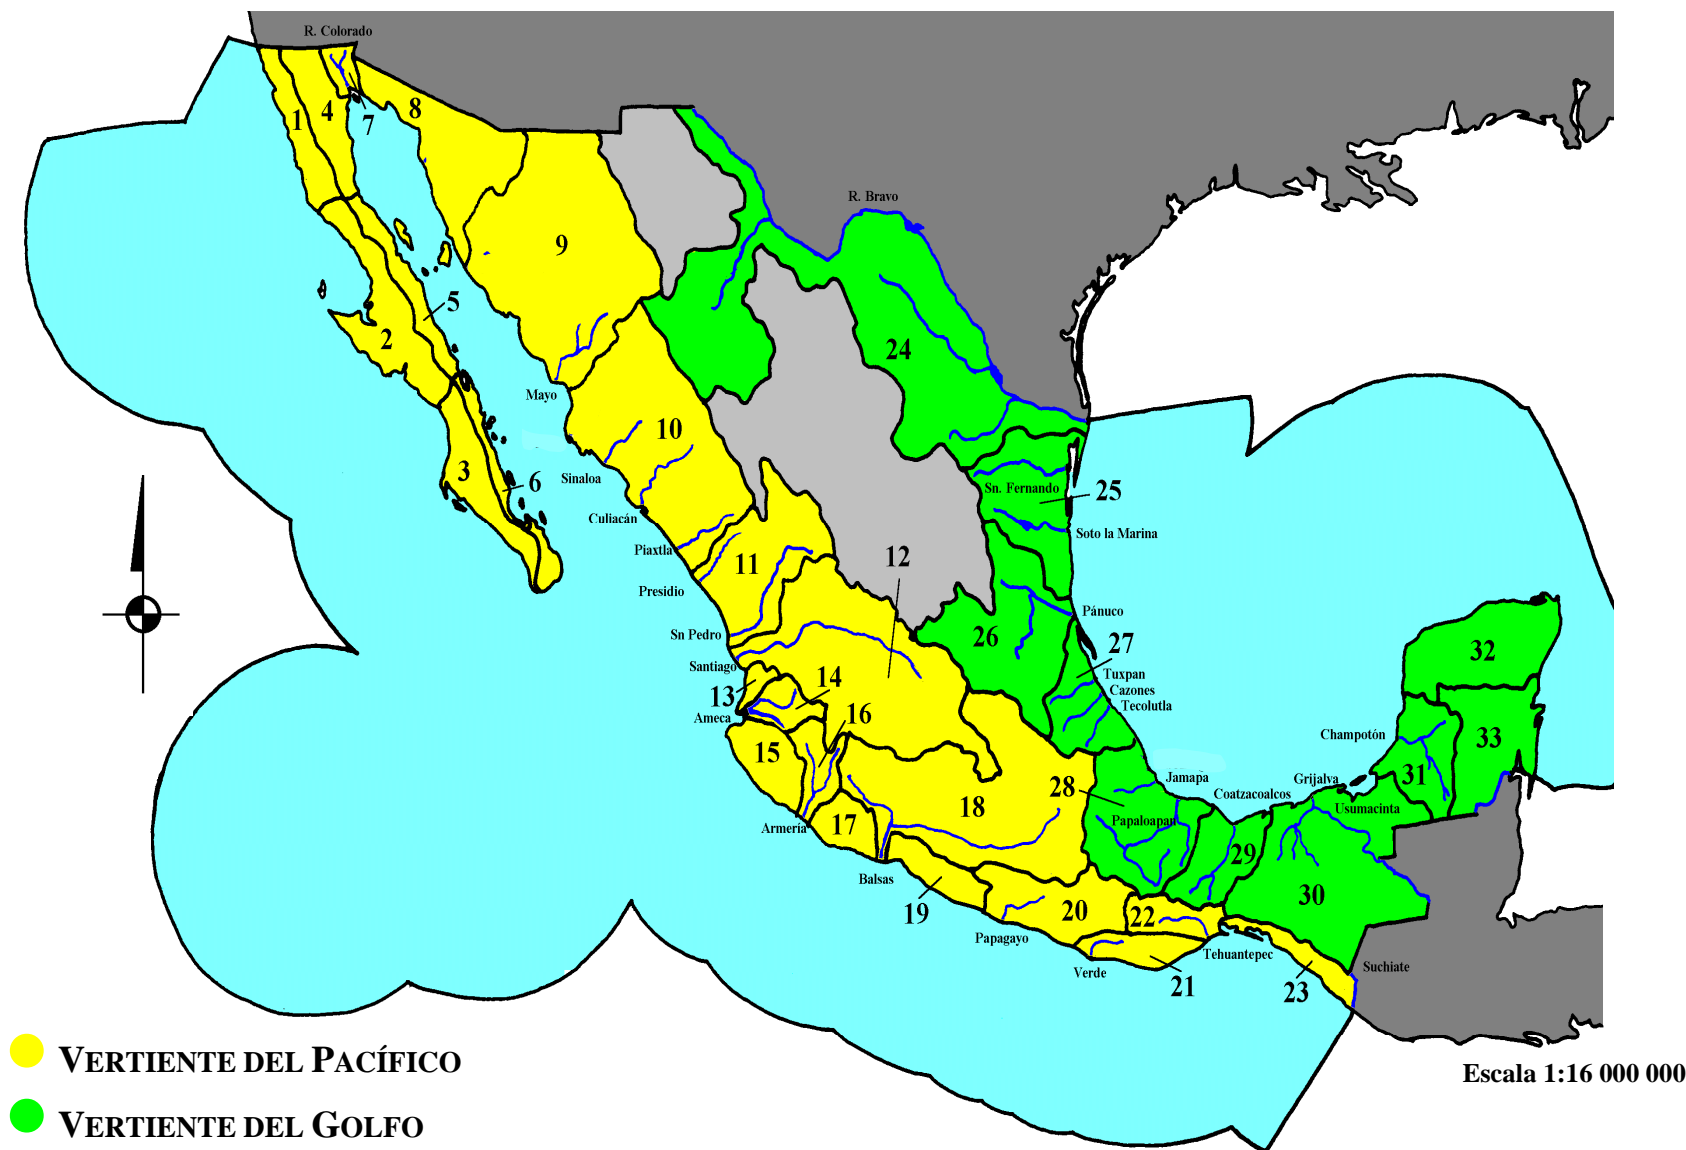 R. Colorado
1
4
7
8
R. Bravo
9
5
2
24
Mayo
10
3
6
Sinaloa
Sn. Fernando
25
Culiacán
Soto la Marina
Piaxtla
11
12
Presidio
Pánuco
Sn Pedro
26
27
Santiago
Tuxpan
32
13
14
Cazones
Tecolutla
Ameca
16
Champotón
33
15
Jamapa
Grijalva
31
28
Coatzacoalcos
Usumacinta
18
Armería
17
Papaloapan
29
Balsas
30
19
20
22
Papagayo
Tehuantepec
Verde
21
23
Suchiate
VERTIENTE DEL PACÍFICO
Escala 1:16 000 000
VERTIENTE DEL GOLFO